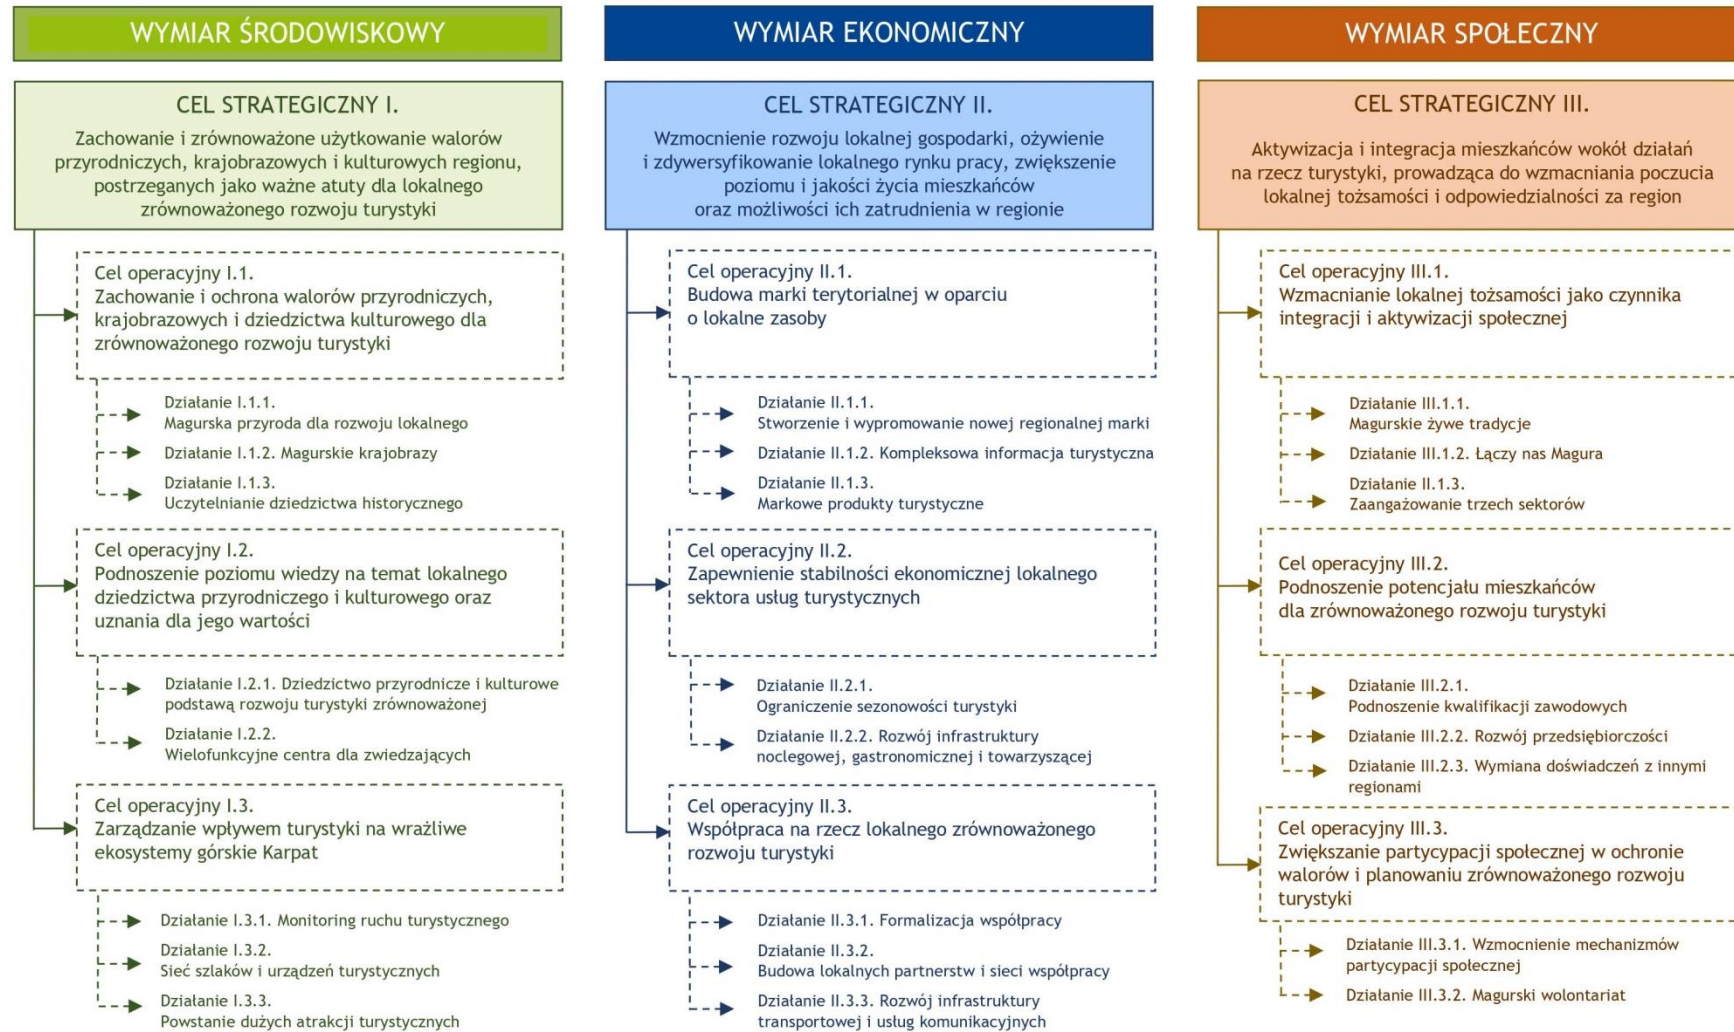 WYMIAR ŚRODOWISKOWY
CEL STRATEGICZNY I.
Zachowanie i zrównoważone użytkowanie walorów
przyrodniczych, krajobrazowych i kulturowych regionu,
postrzeganych jako ważne atuty dla lokalnego
zrównoważonego rozwoju turystyki
Cel operacyjny I.1.
Zachowanie i ochrona walorów przyrodniczych,
krajobrazowych i dziedzictwa kulturowego dla
zrównoważonego rozwoju turystyki
Działanie I.1.1.
Magurska przyroda dla rozwoju lokalnego
Działanie I.1.2. Magurskie krajobrazy
Działanie I.1.3.
Uczytelnianie dziedzictwa historycznego
Cel operacyjny I.2.
Podnoszenie poziomu wiedzy na temat lokalnego
dziedzictwa przyrodniczego i kulturowego oraz
uznania dla jego wartości
Działanie I.2.1. Dziedzictwo przyrodnicze i kulturowe
podstawą rozwoju turystyki zrównoważonej
Działanie I.2.2.
Wielofunkcyjne centra dla zwiedzających
Cel operacyjny I.3.
Zarządzanie wpływem turystyki na wrażliwe
ekosystemy górskie Karpat
Działanie I.3.1. Monitoring ruchu turystycznego
Działanie I.3.2.
Sieć szlaków i urządzeń turystycznych
Działanie I.3.3.
Powstanie dużych atrakcji turystycznych
WYMIAR EKONOMICZNY
CEL STRATEGICZNY II.
Wzmocnienie rozwoju lokalnej gospodarki, ożywienie
i zdywersyfikowanie lokalnego rynku pracy, zwiększenie
poziomu i jakości życia mieszkańców
oraz możliwości ich zatrudnienia w regionie
Cel operacyjny II.1.
Budowa marki terytorialnej w oparciu
o lokalne zasoby
Działanie II.1.1.
Stworzenie i wypromowanie nowej regionalnej marki
Działanie II.1.2. Kompleksowa informacja turystyczna
Działanie II.1.3.
Markowe produkty turystyczne
Cel operacyjny II.2.
Zapewnienie stabilności ekonomicznej lokalnego
sektora usług turystycznych
Działanie II.2.1.
Ograniczenie sezonowości turystyki
Działanie II.2.2. Rozwój infrastruktury
noclegowej, gastronomicznej i towarzyszącej
Cel operacyjny II.3.
Współpraca na rzecz lokalnego zrównoważonego
rozwoju turystyki
Działanie II.3.1. Formalizacja współpracy
Działanie II.3.2.
Budowa lokalnych partnerstw i sieci współpracy
Działanie II.3.3. Rozwój infrastruktury
transportowej i usług komunikacyjnych
WYMIAR SPOŁECZNY
CEL STRATEGICZNY III.
Aktywizacja i integracja mieszkańców wokół działań
na rzecz turystyki, prowadząca do wzmacniania poczucia
lokalnej tożsamości i odpowiedzialności za region
Cel operacyjny III.1.
Wzmacnianie lokalnej tożsamości jako czynnika
integracji i aktywizacji społecznej
Działanie III.1.1.
Magurskie żywe tradycje
Działanie III.1.2. Łączy nas Magura
Działanie II.1.3.
Zaangażowanie trzech sektorów
Cel operacyjny III.2.
Podnoszenie potencjału mieszkańców
dla zrównoważonego rozwoju turystyki
Działanie III.2.1.
Podnoszenie kwalifikacji zawodowych
Działanie III.2.2. Rozwój przedsiębiorczości
Działanie III.2.3. Wymiana doświadczeń z innymi
regionami
Cel operacyjny III.3.
Zwiększanie partycypacji społecznej w ochronie
walorów i planowaniu zrównoważonego rozwoju
turystyki
Działanie III.3.1. Wzmocnienie mechanizmów
partycypacji społecznej
Działanie III.3.2. Magurski wolontariat